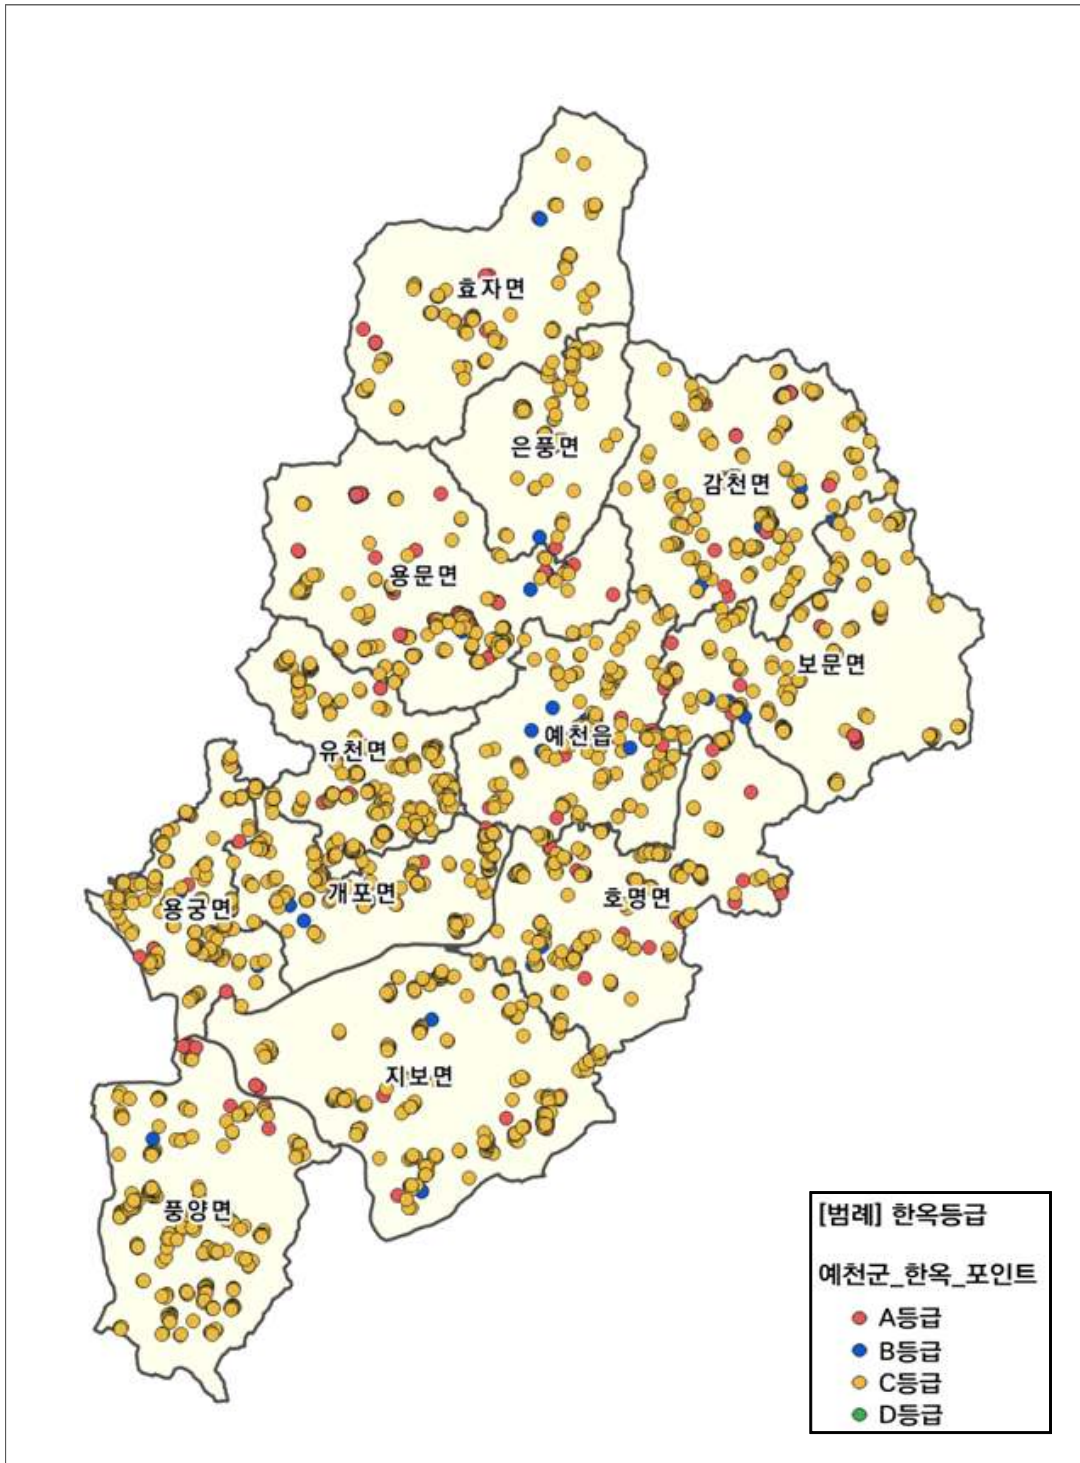 효자면
은풍면
감천면
용문면
보문면
예천읍
유천면
개포면
호명면
용궁면
지보면
풍양면
[범례] 한옥등급
예천군_한옥_포인트
A등급
B등급
C등급
D등급